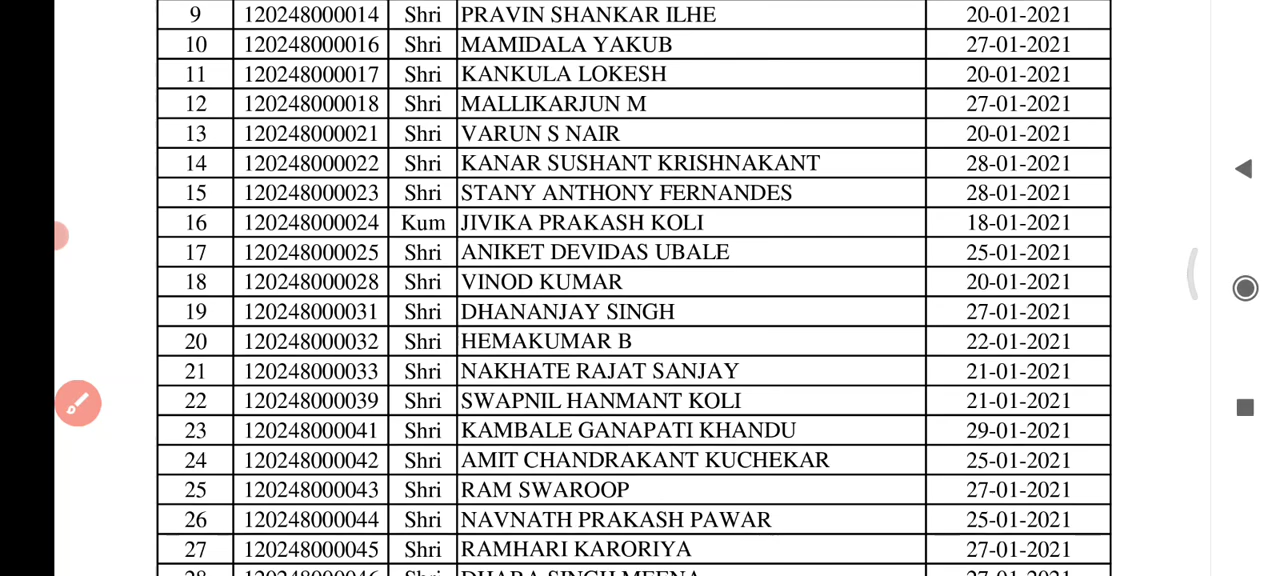 9 120248000014 Shri PRAVIN SHANKAR ILHE 20-01-2021
10 120248000016 Shri MAMIDALA YAKUB 27-01-2021
11 120248000017 Shri KANKULA LOKESH 20-01-2021
12 120248000018 Shri MALLIKARJUN M 27-01-2021
13 120248000021 Shri VARUN S NAIR 20-01-2021
14 120248000022 Shri KANAR SUSHANT KRISHNAKANT 28-01-2021
15 120248000023 Shri STANY ANTHONY FERNANDES 28-01-2021
16 120248000024 Kum JIVIKA PRAKASH KOLI 18-01-2021
17 120248000025 Shri ANIKET DEVIDAS UBALE 25-01-2021
18 120248000028 Shri VINOD KUMAR 20-01-2021
19 120248000031 Shri DHANANJAY SINGH 27-01-2021
20 120248000032 Shri HEMAKUMAR B 22-01-2021
21 120248000033 Shri NAKHATE RAJAT SANJAY 21-01-2021
22 120248000039 Shri SWAPNIL HANMANT KOLI 21-01-2021
23 120248000041 Shri KAMBALE GANAPATI KHANDU 29-01-2021
24 120248000042 Shri AMIT CHANDRAKANT KUCHEKAR 25-01-2021
25 120248000043 Shri RAM SWAROOP 27-01-2021
26 120248000044 Shri NAVNATH PRAKASH PAWAR 25-01-2021
27 120248000045 Shri RAMHARI KARORIYA 27-01-2021
28 120248000046 Shri DHARA SINGH MEENA 27-01-2021